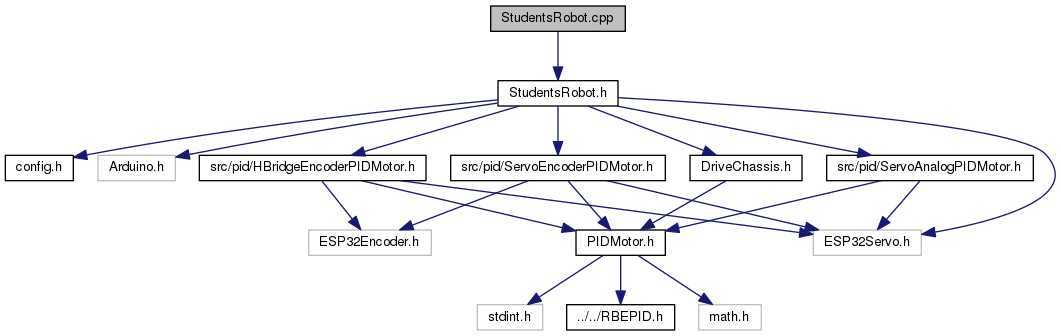 StudentsRobot.cpp
StudentsRobot.h
config.h
Arduino.h
src/pid/HBridgeEncoderPIDMotor.h
src/pid/ServoEncoderPIDMotor.h
DriveChassis.h
src/pid/ServoAnalogPIDMotor.h
ESP32Encoder.h
PIDMotor.h
ESP32Servo.h
stdint.h
../../RBEPID.h
math.h